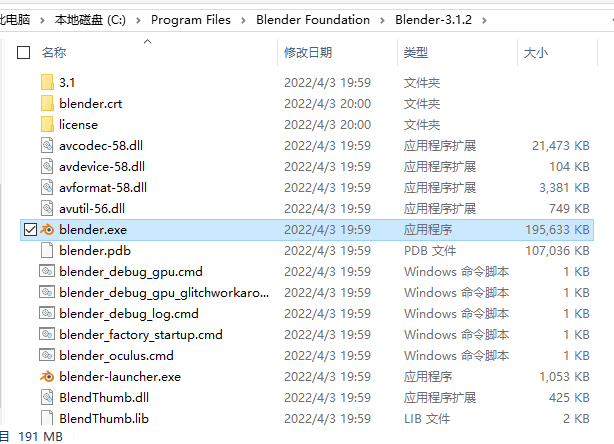 此电脑 > 本地磁盘 (C:) > Program Files > Blender Foundation > Blender-3.1.2 >
名称 修改日期 类型 大小
3.1 2022/4/3 19:59 文件夹
blender.crt 2022/4/3 20:00 文件夹
license 2022/4/3 20:00 文件夹
avcodec-58.dll 2022/4/3 19:59 应用程序扩展 21,473 KB
avdevice-58.dll 2022/4/3 19:59 应用程序扩展 104 KB
avformat-58.dll 2022/4/3 19:59 应用程序扩展 3,381 KB
avutil-56.dll 2022/4/3 19:59 应用程序扩展 749 KB
blender.exe 2022/4/3 19:59 应用程序 195,633 KB
blender.pdb 2022/4/3 19:59 PDB 文件 107,036 KB
blender_debug_gpu.cmd 2022/4/3 19:59 Windows 命令脚本 1 KB
blender_debug_gpu_glitchworkaro... 2022/4/3 19:59 Windows 命令脚本 1 KB
blender_debug_log.cmd 2022/4/3 19:59 Windows 命令脚本 1 KB
blender_factory_startup.cmd 2022/4/3 19:59 Windows 命令脚本 1 KB
blender_oculus.cmd 2022/4/3 19:59 Windows 命令脚本 1 KB
blender-launcher.exe 2022/4/3 19:59 应用程序 1,053 KB
BlendThumb.dll 2022/4/3 19:59 应用程序扩展 425 KB
BlendThumb.lib 2022/4/3 19:59 LIB 文件 2 KB
191 MB